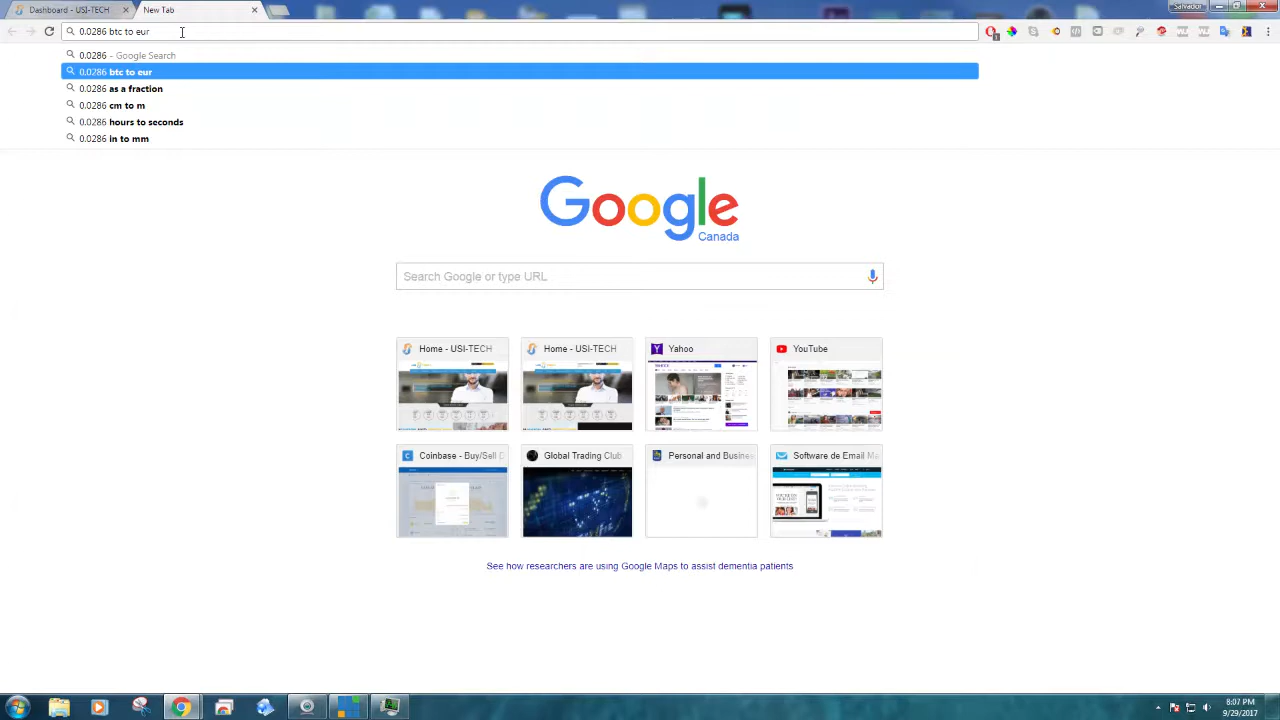 Dashboard - USI-TECH
New Tab
Salvador
0.0286 btc to eur
0.0286 - Google Search
0.0286 btc to eur
0.0286 as a fraction
0.0286 cm to m
0.0286 hours to seconds
0.0286 in to mm
Google
Canada
Search Google or type URL
Home - USI-TECH
Home - USI-TECH
Yahoo
YouTube
Coinbase - Buy/Sell
Global Trading Club
Personal and Busines
Software de Email Ma
See how researchers are using Google Maps to assist dementia patients
8:07 PM
9/29/2017